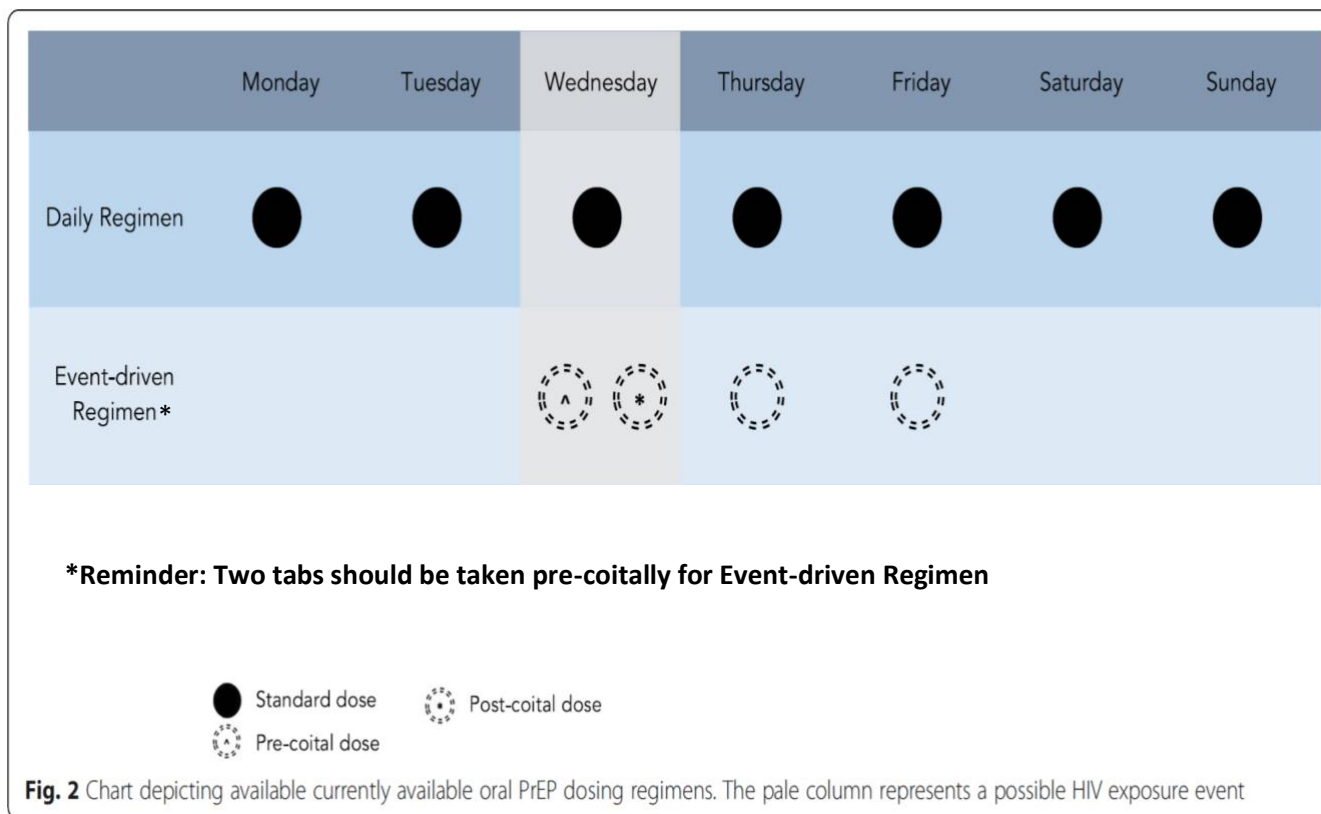 Monday Tuesday Wednesday Thursday Friday Saturday Sunday
Daily Regimen
Event-driven
Regimen*
^ *
*Reminder: Two tabs should be taken pre-coitally for Event-driven Regimen
Standard dose Post-coital dose
Pre-coital dose
Fig. 2 Chart depicting available currently available oral PrEP dosing regimens. The pale column represents a possible HIV exposure event